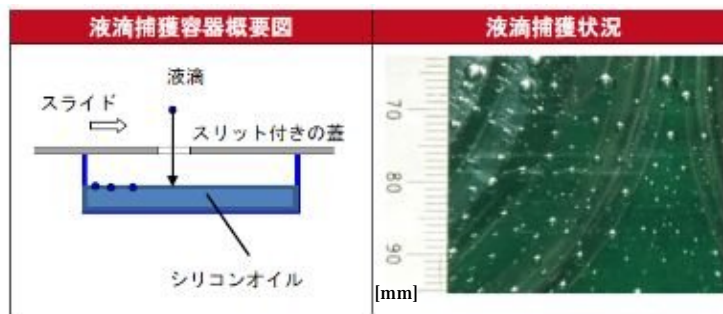 液滴捕獲容器概要図
液滴捕獲状況
液滴
スライド
スリット付きの蓋
シリコンオイル
70
80
90
[mm]